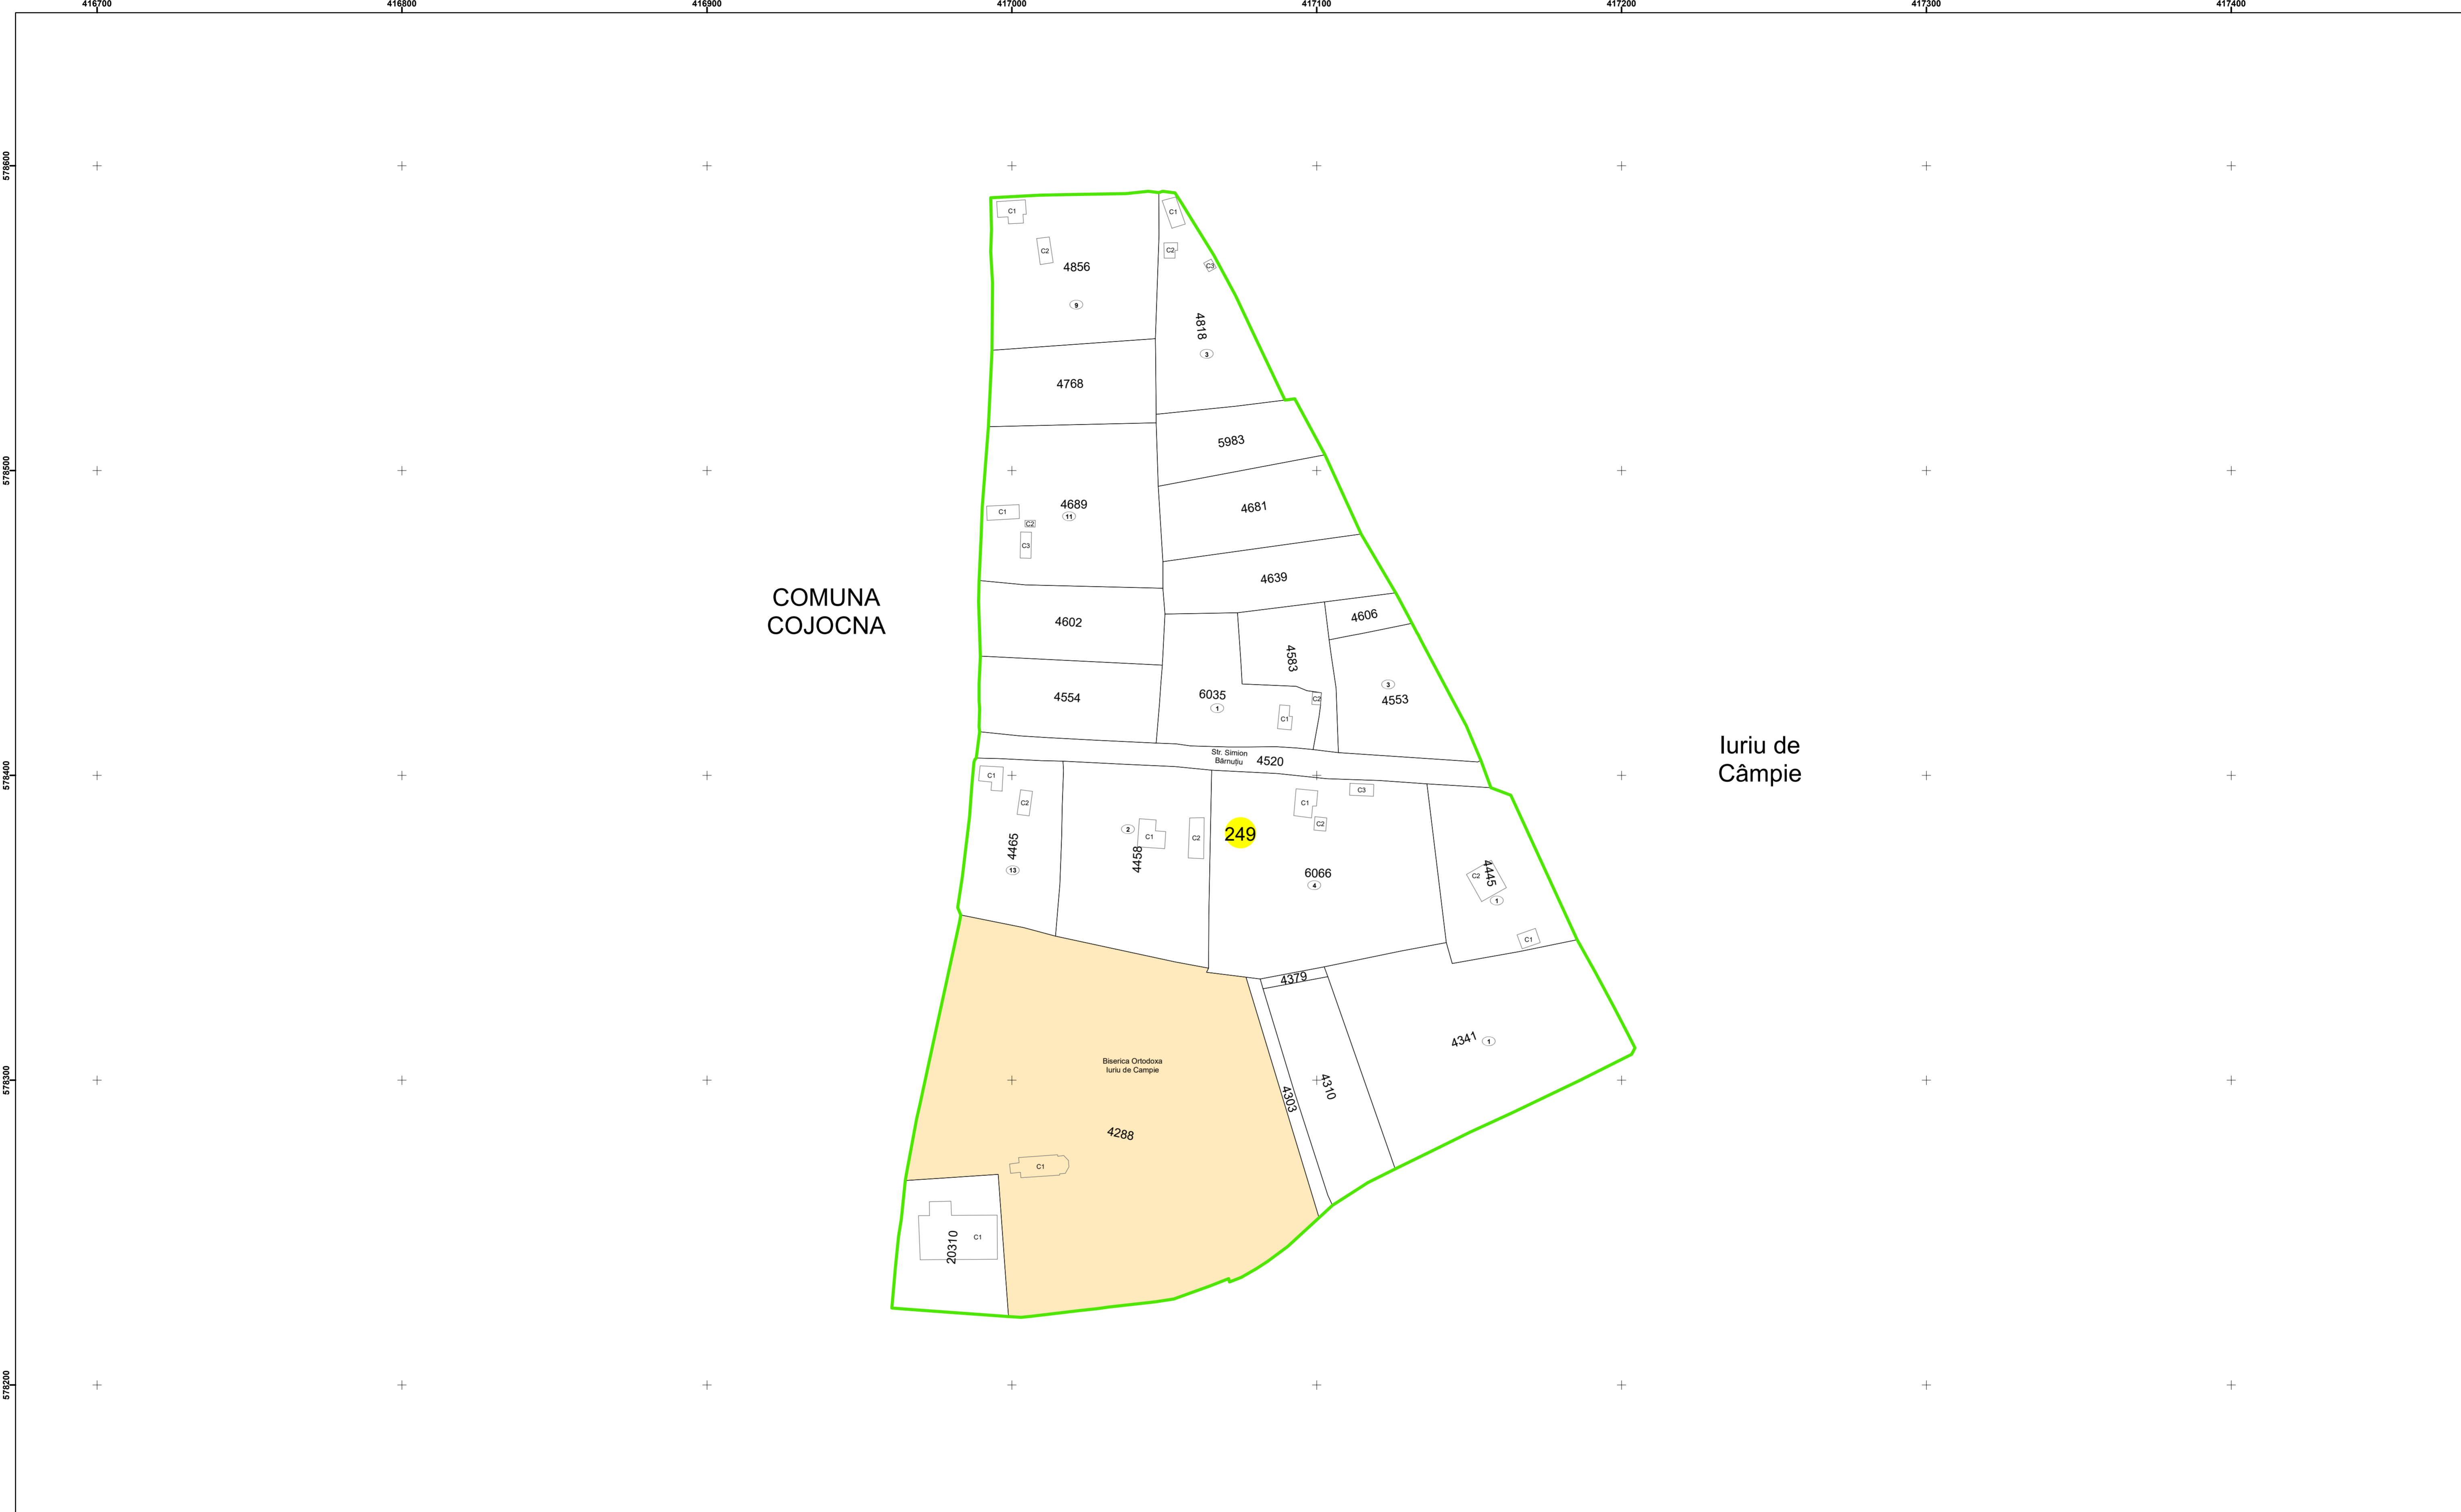 416700 416800 416900 417000 417100 417200 417300 417400
578600
578500
578400
578300
578200
C1
C1
C2
C2
C3
4856
9
4818
3
4768
5983
4689
11
C1
C2
C3
4681
4639
COMUNA
COJOCNA
4602
4606
4583
4554
6035
1
C1
C2
3
4553
Str. Simion
Bărnuțiu
4520
Iuriu de
Câmpie
C1
C2
4465
13
2
C1
C2
4458
249
C1
C2
C3
6066
4
4445
C2
1
C1
4379
4341
1
4310
4303
Biserica Ortodoxa
Iuriu de Campie
4288
C1
20310
C1